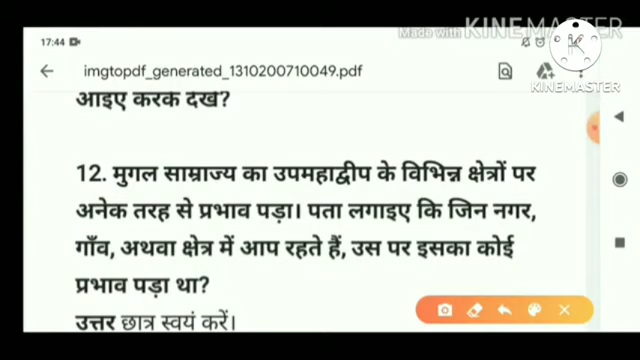 Made with KINEMASTER
17:44
KINEMASTER
imgtopdf_generated_1310200710049.pdf
आइए करके देखें?
12. मुगल साम्राज्य का उपमहाद्वीप के विभिन्न क्षेत्रों पर
अनेक तरह से प्रभाव पड़ा। पता लगाइए कि जिन नगर,
गाँव, अथवा क्षेत्र में आप रहते हैं, उस पर इसका कोई
प्रभाव पड़ा था?
उत्तर छात्र स्वयं करें।